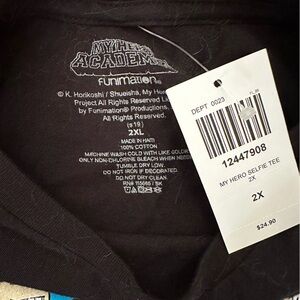 MY HERO
ACADEMIA
FUNIMATION
© K. Horikoshi / Shueisha, My Hero
Project All Rights Reserved
by Funimation® Productions
All Rights Reserved.
(s19)
2XL
MADE IN HAITI
100% COTTON
MACHINE WASH COLD WITH LIKE COLORS
ONLY NON-CHLORINE BLEACH WHEN NEEDED
TUMBLE DRY LOW
DO NOT IRON IF DECORATED
DO NOT DRY CLEAN
DEPT 0023
12447908
MY HERO SELFIE TEE
2X
2X
$24.90